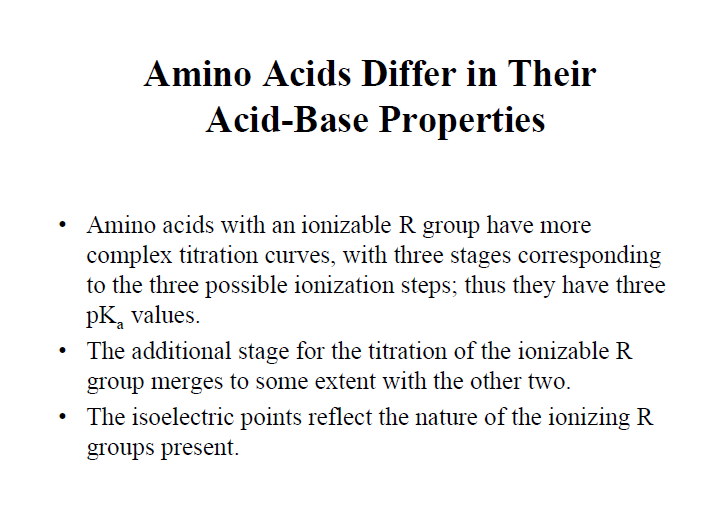 Amino Acids Differ in Their
Acid-Base Properties
• Amino acids with an ionizable R group have more
complex titration curves, with three stages corresponding
to the three possible ionization steps; thus they have three
pKₐ values.
• The additional stage for the titration of the ionizable R
group merges to some extent with the other two.
• The isoelectric points reflect the nature of the ionizing R
groups present.